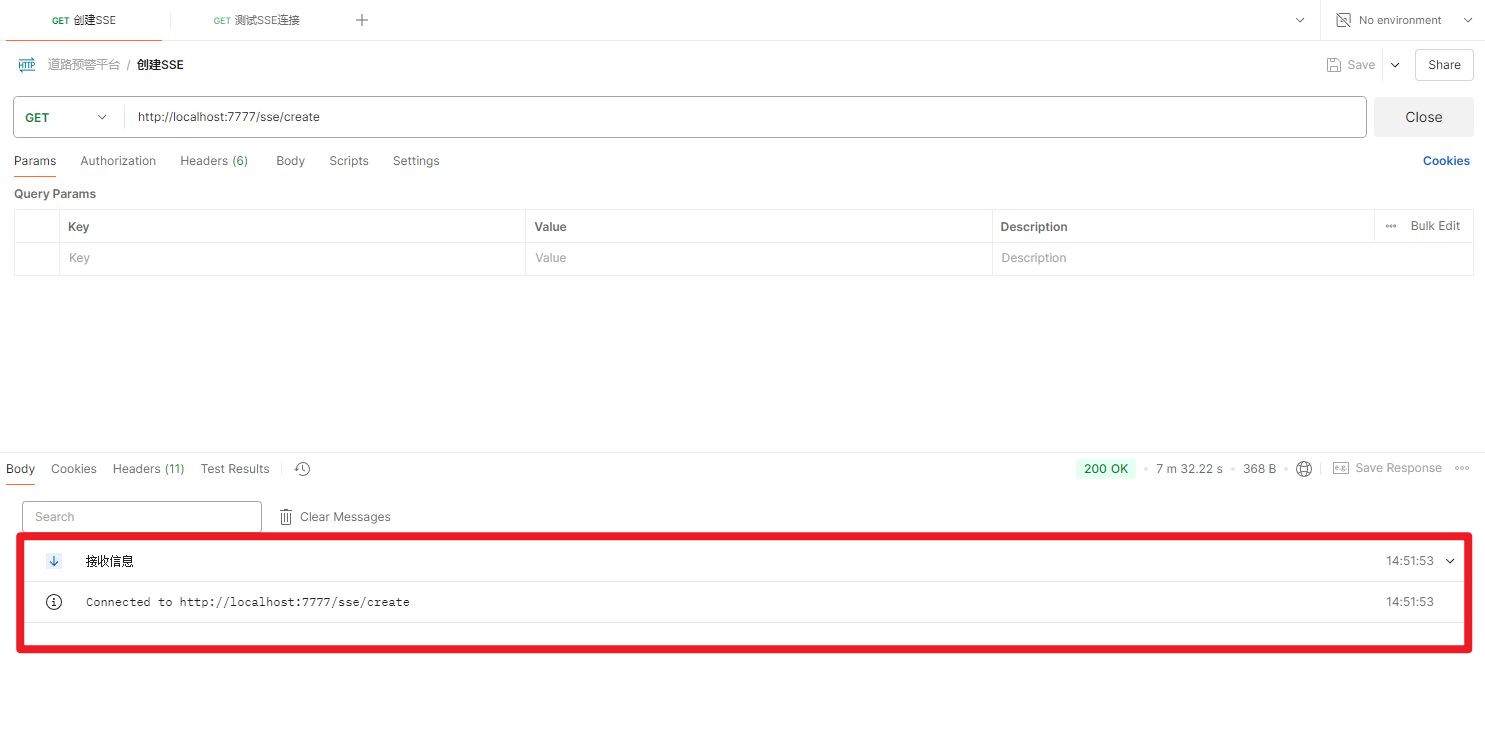 GET 创建SSE GET 测试SSE连接 No environment
HTTP 道路预警平台 / 创建SSE Save Share
GET http://localhost:7777/sse/create Close
Params Authorization Headers (6) Body Scripts Settings Cookies
Query Params
Key Value Description Bulk Edit
Key Value Description
Body Cookies Headers (11) Test Results 200 OK 7 m 32.22 s 368 B e.g. Save Response
Search Clear Messages
接收信息 14:51:53
Connected to http://localhost:7777/sse/create 14:51:53